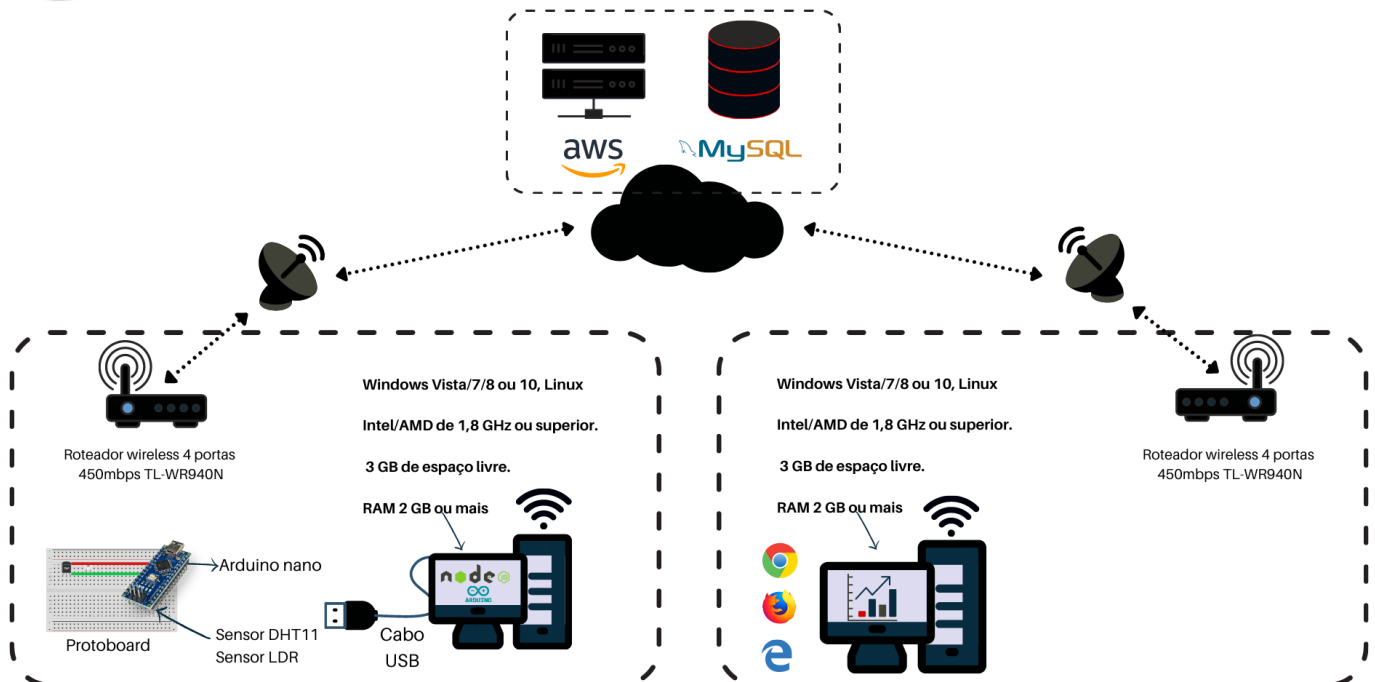 aws
MySQL
Windows Vista/7/8 ou 10, Linux
Intel/AMD de 1,8 GHz ou superior.
3 GB de espaço livre.
RAM 2 GB ou mais
Roteador wireless 4 portas
450mbps TL-WR940N
Arduino nano
Sensor DHT11
Sensor LDR
Protoboard
Cabo
USB
node
JS
ARDUINO
Windows Vista/7/8 ou 10, Linux
Intel/AMD de 1,8 GHz ou superior.
3 GB de espaço livre.
RAM 2 GB ou mais
Roteador wireless 4 portas
450mbps TL-WR940N